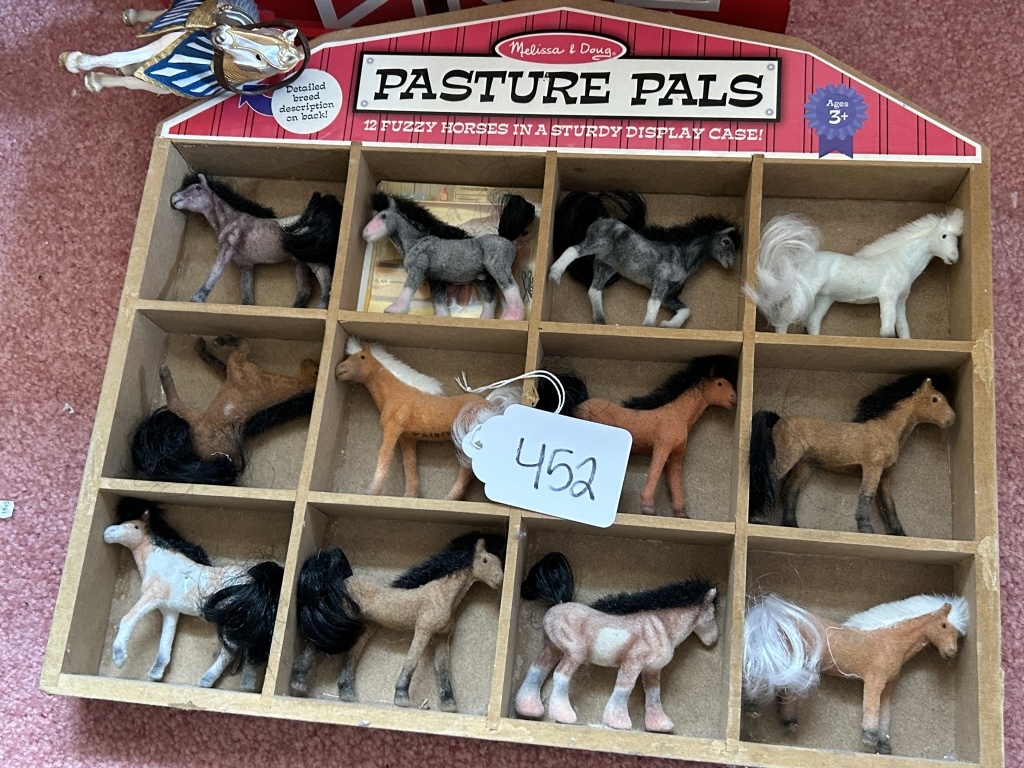 Melissa & Doug
PASTURE PALS
12 FUZZY HORSES IN A STURDY DISPLAY CASE!
Detailed
breed
description
on back!
Ages
3+
452